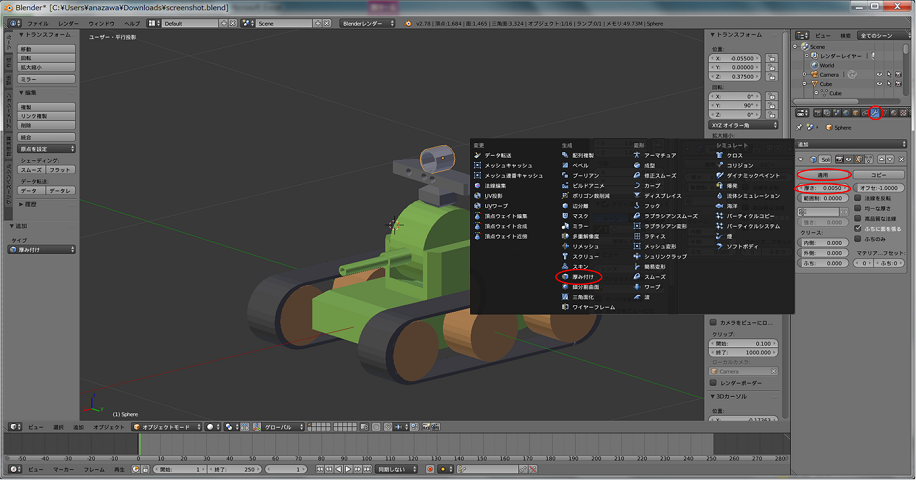 Blender* [C:¥Users¥anazawa¥Downloads¥screenshot.blend]
ファイル レンダー ウィンドウ ヘルプ Default Scene Blenderレンダー v2.78 | 頂点:1,684 | 面:1,465 | 三角面:3,324 | オブジェクト:1/16 | ランプ:0/1 | メモリ:49.73M | Sphere
▼トランスフォーム
移動
回転
拡大縮小
ミラー
▼編集
複製
リンク複製
削除
統合
原点を設定
シェーディング:
スムーズ フラット
データ転送:
データ データレ
▶履歴
▼追加
タイプ
厚み付け
ユーザー・平行投影
(1) Sphere
変更
データ転送
メッシュキャッシュ
メッシュ連番キャッシュ
法線編集
UV投影
UVワープ
頂点ウェイト編集
頂点ウェイト合成
頂点ウェイト近傍
生成
配列複製
ベベル
ブーリアン
ビルドアニメ
ポリゴン数削減
辺分離
マスク
ミラー
多重解像度
リメッシュ
スクリュー
スキン
厚み付け
細分割曲面
三角面化
ワイヤーフレーム
変形
アーマチュア
成型
修正スムーズ
カーブ
ディスプレイス
フック
ラプラシアンスムーズ
ラプラシアン変形
ラティス
メッシュ変形
シュリンクラップ
簡易変形
スムーズ
ワープ
波
シミュレート
クロス
コリジョン
ダイナミックペイント
爆発
流体シミュレーション
海洋
パーティクルコピー
パーティクルシステム
煙
ソフトボディ
▼トランスフォーム
位置:
X: -0.05500
Y: 0.00000
Z: 0.37500
回転:
X: 0°
Y: 90°
Z: 0°
XYZ オイラー角
拡大縮小:
カメラをビューにロ...
クリップ:
開始: 0.100
終了: 1000.000
ローカルカメラ:
Camera
レンダーボーダー
▼3Dカーソル
位置:
ビュー 検索 全てのシーン
Scene
レンダーレイヤー
World
Camera
Cube
Cube
Sphere
追加
Soli
適用 コピー
厚さ: 0.0050 オフセ:-1.0000
範囲制: 0.0000 法線を反転
均一な厚さ
高品質な法線
クリース: ふちに面を張る
内側: 0.000 ふちのみ
外側: 0.000 マテリア...フセット
ふち: 0.000 0 ふち: 0
ビュー 選択 追加 オブジェクト オブジェクトモード グローバル
-50 -40 -30 -20 -10 0 10 20 30 40 50 60 70 80 90 100 110 120 130 140 150 160 170 180 190 200 210 220 230 240 250 260 270 280
ビュー マーカー フレーム 再生 開始: 1 終了: 250 1 同期しない